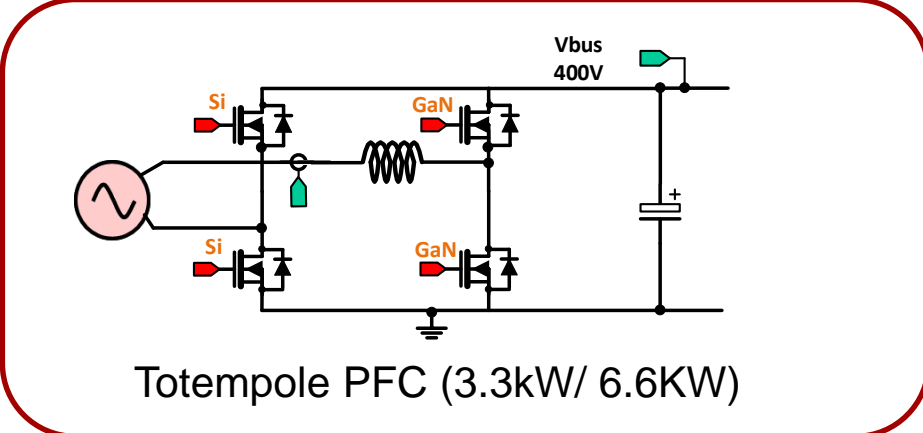 Vbus
400V
Si
GaN
+
Si
GaN
Totempole PFC (3.3kW/ 6.6KW)